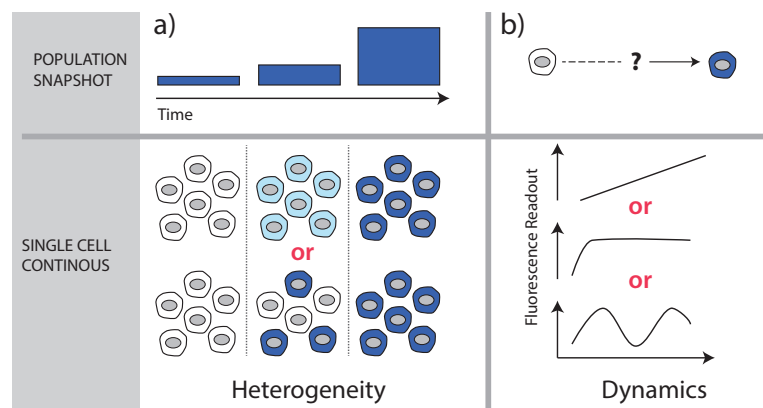 a)
b)
POPULATION
SNAPSHOT
?
Time
SINGLE CELL
CONTINOUS
or
Fluorescence Readout
or
or
Heterogeneity
Dynamics